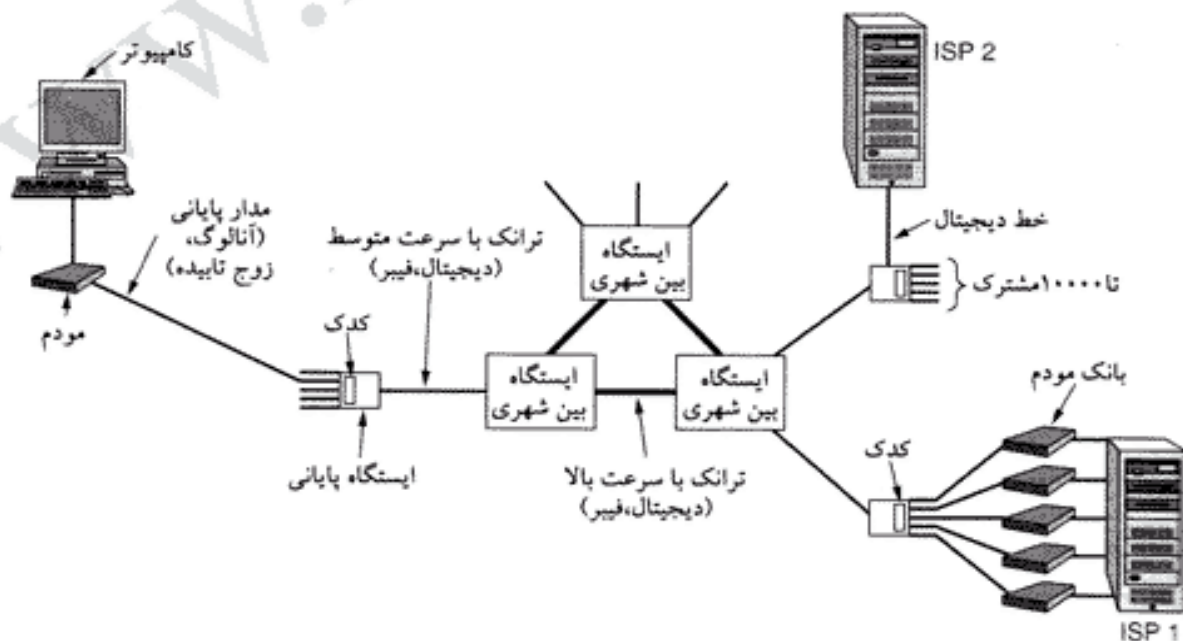 www.
کامپیوتر
ISP 2
مدار پایانی
(آنالوگ،
زوج تابیده)
مودم
ترانک با سرعت متوسط
(دیجیتال،فیبر)
کدک
ایستگاه پایانی
ایستگاه
بین شهری
ایستگاه
بین شهری
ایستگاه
بین شهری
ترانک با سرعت بالا
(دیجیتال،فیبر)
خط دیجیتال
تا۱۰۰۰۰مشترک
بانک مودم
کدک
ISP 1